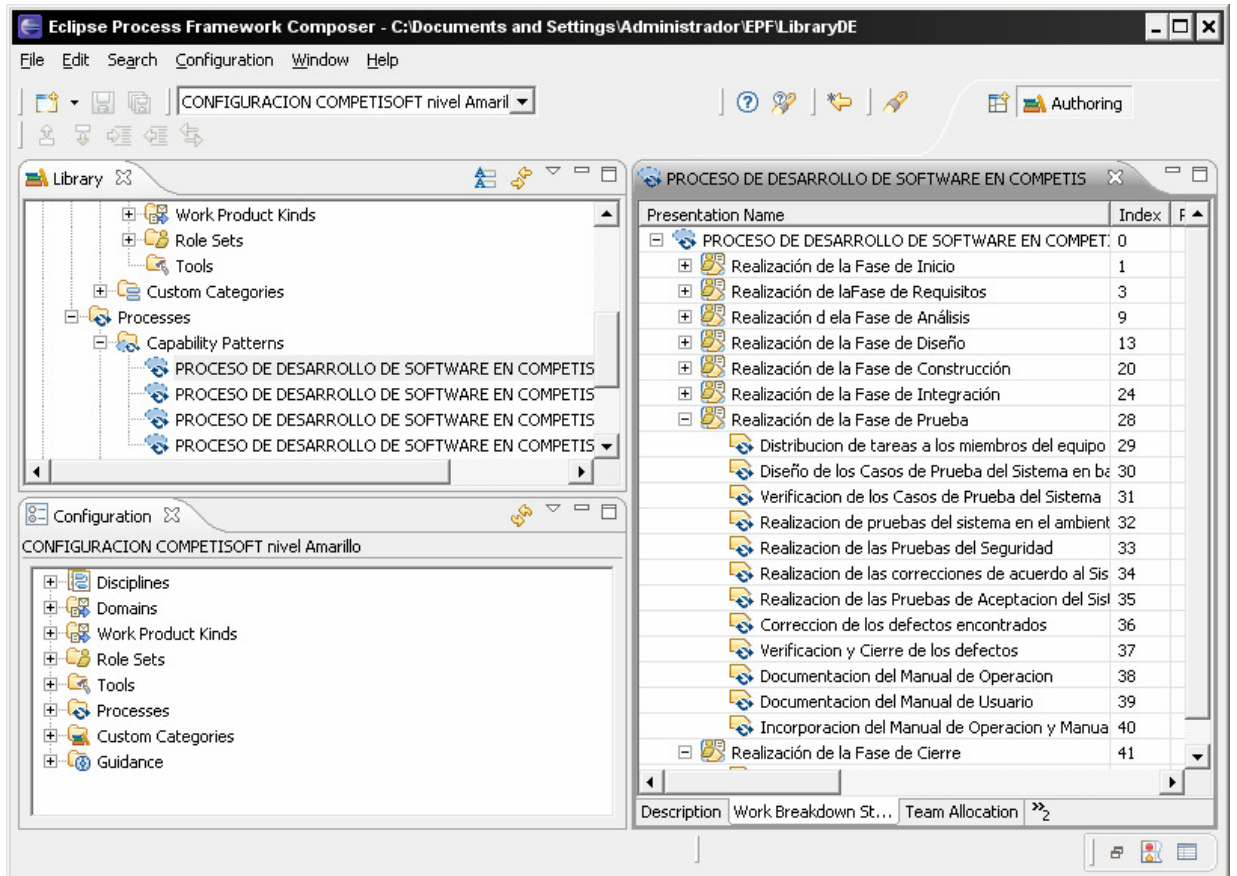 Eclipse Process Framework Composer - C:\Documents and Settings\Administrador\EPF\LibraryDE
File Edit Search Configuration Window Help
CONFIGURACION COMPETISOFT nivel Amaril
Authoring
Library
Work Product Kinds
Role Sets
Tools
Custom Categories
Processes
Capability Patterns
PROCESO DE DESARROLLO DE SOFTWARE EN COMPETIS
PROCESO DE DESARROLLO DE SOFTWARE EN COMPETIS
PROCESO DE DESARROLLO DE SOFTWARE EN COMPETIS
PROCESO DE DESARROLLO DE SOFTWARE EN COMPETIS
Configuration
CONFIGURACION COMPETISOFT nivel Amarillo
Disciplines
Domains
Work Product Kinds
Role Sets
Tools
Processes
Custom Categories
Guidance
PROCESO DE DESARROLLO DE SOFTWARE EN COMPETIS
Presentation Name Index
PROCESO DE DESARROLLO DE SOFTWARE EN COMPET 0
Realización de la Fase de Inicio 1
Realización de laFase de Requisitos 3
Realización d ela Fase de Análisis 9
Realización de la Fase de Diseño 13
Realización de la Fase de Construcción 20
Realización de la Fase de Integración 24
Realización de la Fase de Prueba 28
Distribucion de tareas a los miembros del equipo 29
Diseño de los Casos de Prueba del Sistema en ba 30
Verificacion de los Casos de Prueba del Sistema 31
Realizacion de pruebas del sistema en el ambient 32
Realizacion de las Pruebas del Seguridad 33
Realizacion de las correcciones de acuerdo al Sis 34
Realizacion de las Pruebas de Aceptacion del Sis 35
Correccion de los defectos encontrados 36
Verificacion y Cierre de los defectos 37
Documentacion del Manual de Operacion 38
Documentacion del Manual de Usuario 39
Incorporacion del Manual de Operacion y Manua 40
Realización de la Fase de Cierre 41
Description Work Breakdown St... Team Allocation »2